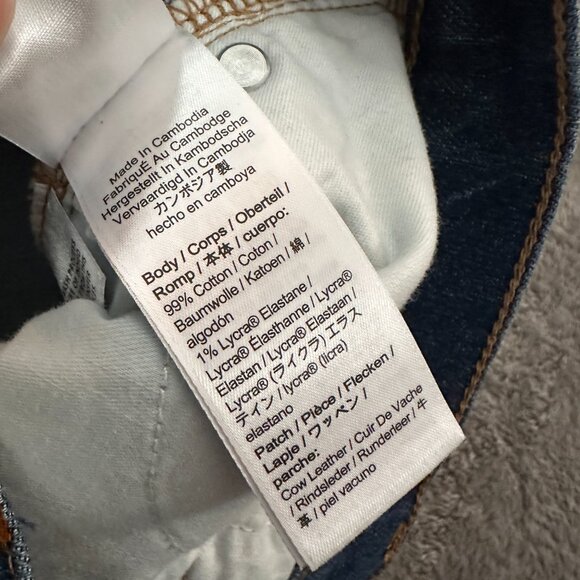 Made In Cambodia
FabriquÉ Au Cambodge
Hergestellt In Kambodscha
Vervaardigd In Cambodja
カンボジア製
hecho en camboya
Body / Corps / Oberteil /
Romp / 本体 / cuerpo:
99% Cotton / Coton /
Baumwolle / Katoen / 綿 /
algodón
1% Lycra® Elastane /
Lycra® Élasthanne / Lycra®
Elastan / Lycra® Elastaan /
Lycra® (ライクラ) エラス
ティン / lycra® (licra)
elastano
Patch / Pièce / Flecken /
Lapje / ワッペン /
parche:
Cow Leather / Cuir De Vache
/ Rindsleder / Runderleer / 牛
革 / piel vacuno